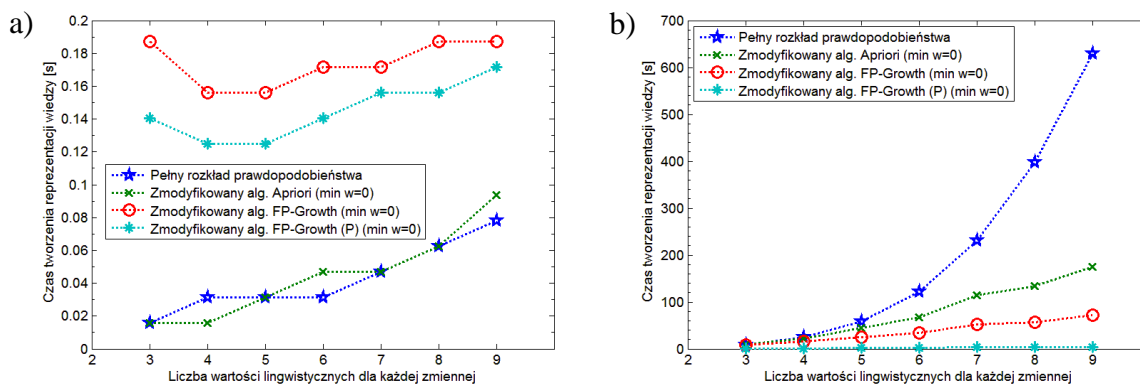 a)
Czas tworzenia reprezentacji wiedzy [s]
0.2
0.18
0.16
0.14
0.12
0.1
0.08
0.06
0.04
0.02
0
Pełny rozkład prawdopodobieństwa
Zmodyfikowany alg. Apriori (min w=0)
Zmodyfikowany alg. FP-Growth (min w=0)
Zmodyfikowany alg. FP-Growth (P) (min w=0)
2 3 4 5 6 7 8 9
Liczba wartości lingwistycznych dla każdej zmiennej
b)
Czas tworzenia reprezentacji wiedzy [s]
700
600
500
400
300
200
100
0
Pełny rozkład prawdopodobieństwa
Zmodyfikowany alg. Apriori (min w=0)
Zmodyfikowany alg. FP-Growth (min w=0)
Zmodyfikowany alg. FP-Growth (P) (min w=0)
2 3 4 5 6 7 8 9
Liczba wartości lingwistycznych dla każdej zmiennej